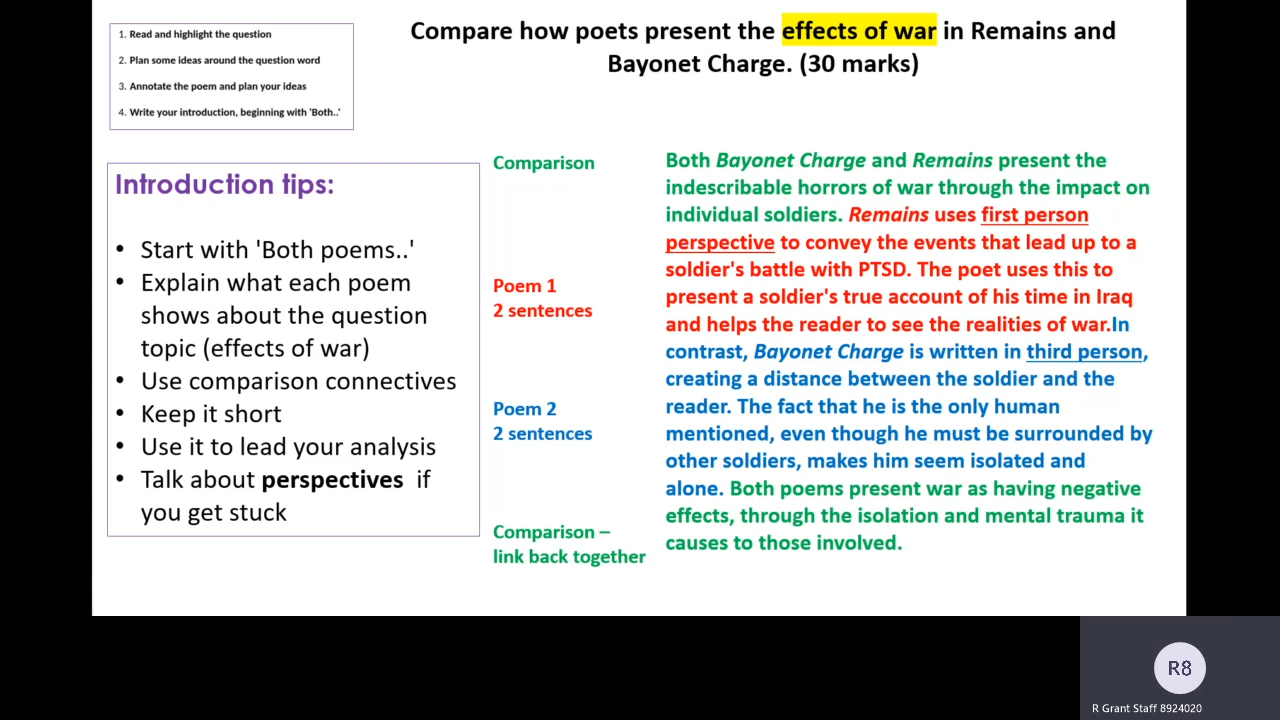 1. Read and highlight the question
2. Plan some ideas around the question word
3. Annotate the poem and plan your ideas
4. Write your introduction, beginning with 'Both..'
Compare how poets present the effects of war in Remains and
Bayonet Charge. (30 marks)
Introduction tips:
• Start with 'Both poems..'
• Explain what each poem
shows about the question
topic (effects of war)
• Use comparison connectives
• Keep it short
• Use it to lead your analysis
• Talk about perspectives if
you get stuck
Comparison
Poem 1
2 sentences
Poem 2
2 sentences
Comparison –
link back together
Both Bayonet Charge and Remains present the
indescribable horrors of war through the impact on
individual soldiers. Remains uses first person
perspective to convey the events that lead up to a
soldier's battle with PTSD. The poet uses this to
present a soldier's true account of his time in Iraq
and helps the reader to see the realities of war.In
contrast, Bayonet Charge is written in third person,
creating a distance between the soldier and the
reader. The fact that he is the only human
mentioned, even though he must be surrounded by
other soldiers, makes him seem isolated and
alone. Both poems present war as having negative
effects, through the isolation and mental trauma it
causes to those involved.
R8
R Grant Staff 8924020